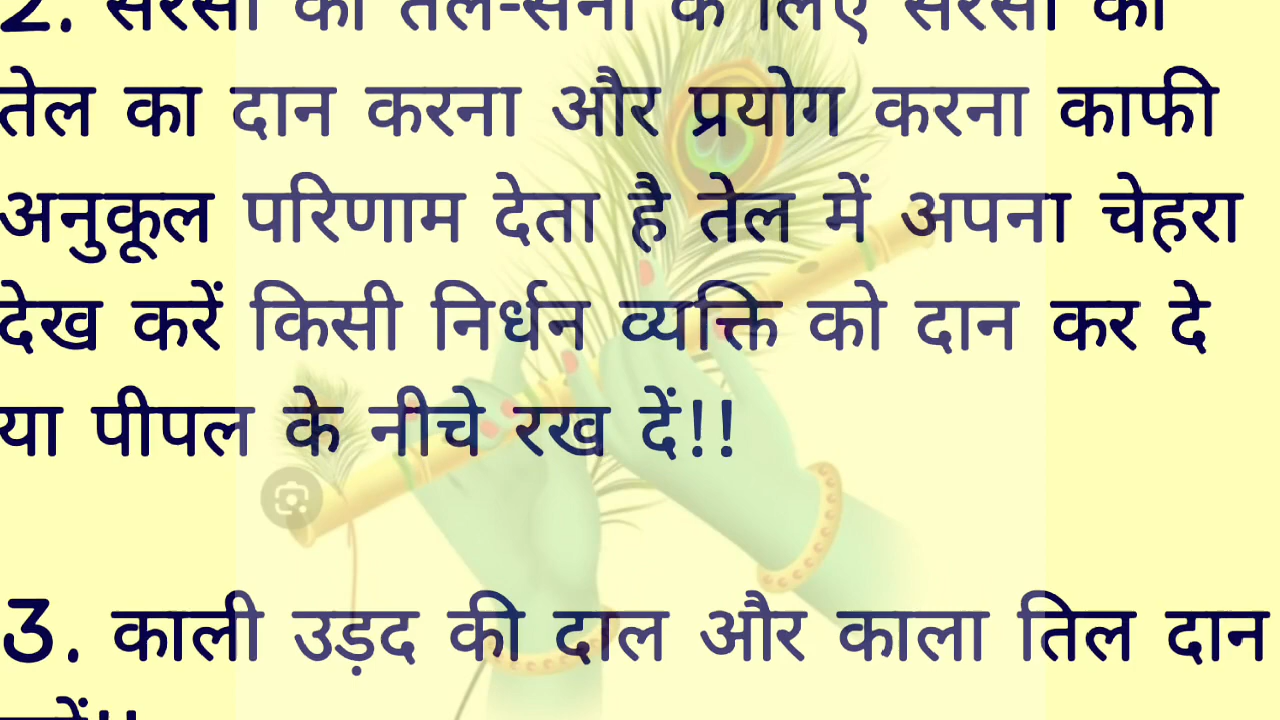 2. सरसों का तेल-सनी के लिए सरसों का
तेल का दान करना और प्रयोग करना काफी
अनुकूल परिणाम देता है तेल में अपना चेहरा
देख करें किसी निर्धन व्यक्ति को दान कर दे
या पीपल के नीचे रख दें!!
3. काली उड़द की दाल और काला तिल दान